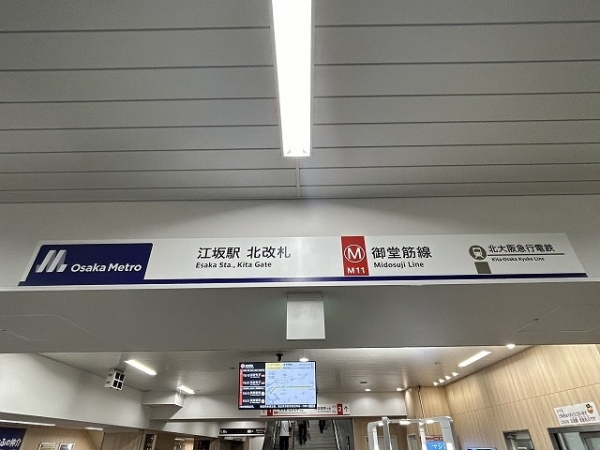 Osaka Metro
江坂駅 北改札
Esaka Sta., Kita Gate
M
M11
御堂筋線
Midosuji Line
北大阪急行電鉄
Kita-Osaka Kyuko Line